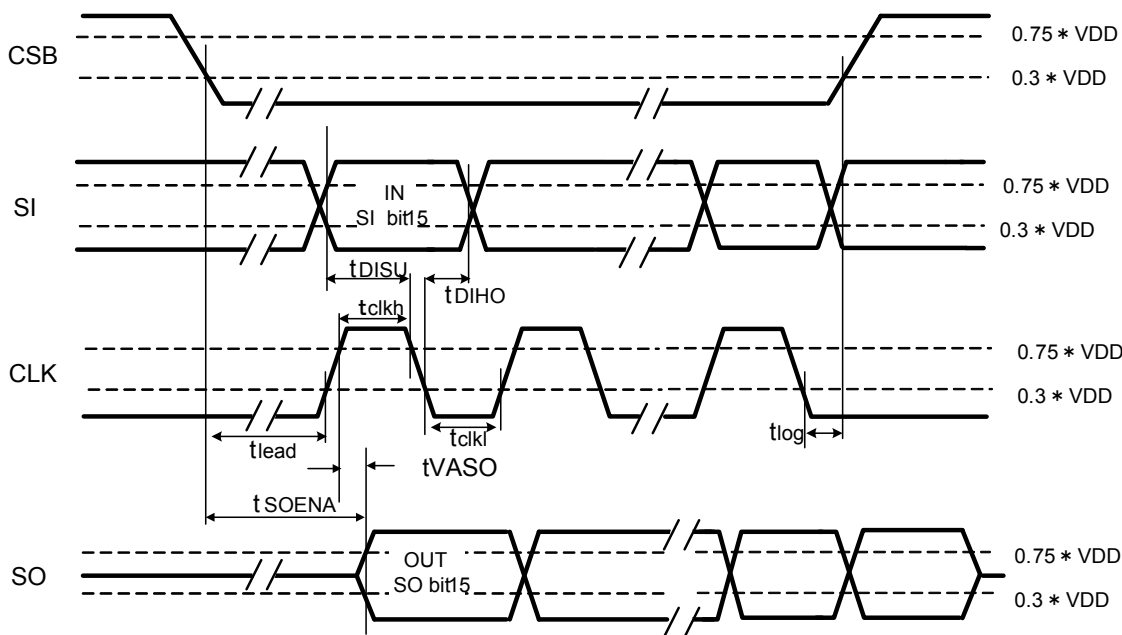 CSB
0.75 * VDD
0.3 * VDD
SI
IN
SI bit15
0.75 * VDD
0.3 * VDD
tDISU
tDIHO
tclkh
CLK
0.75 * VDD
0.3 * VDD
tlead
tclkl
tlog
tVASO
tSOENA
SO
OUT
SO bit15
0.75 * VDD
0.3 * VDD